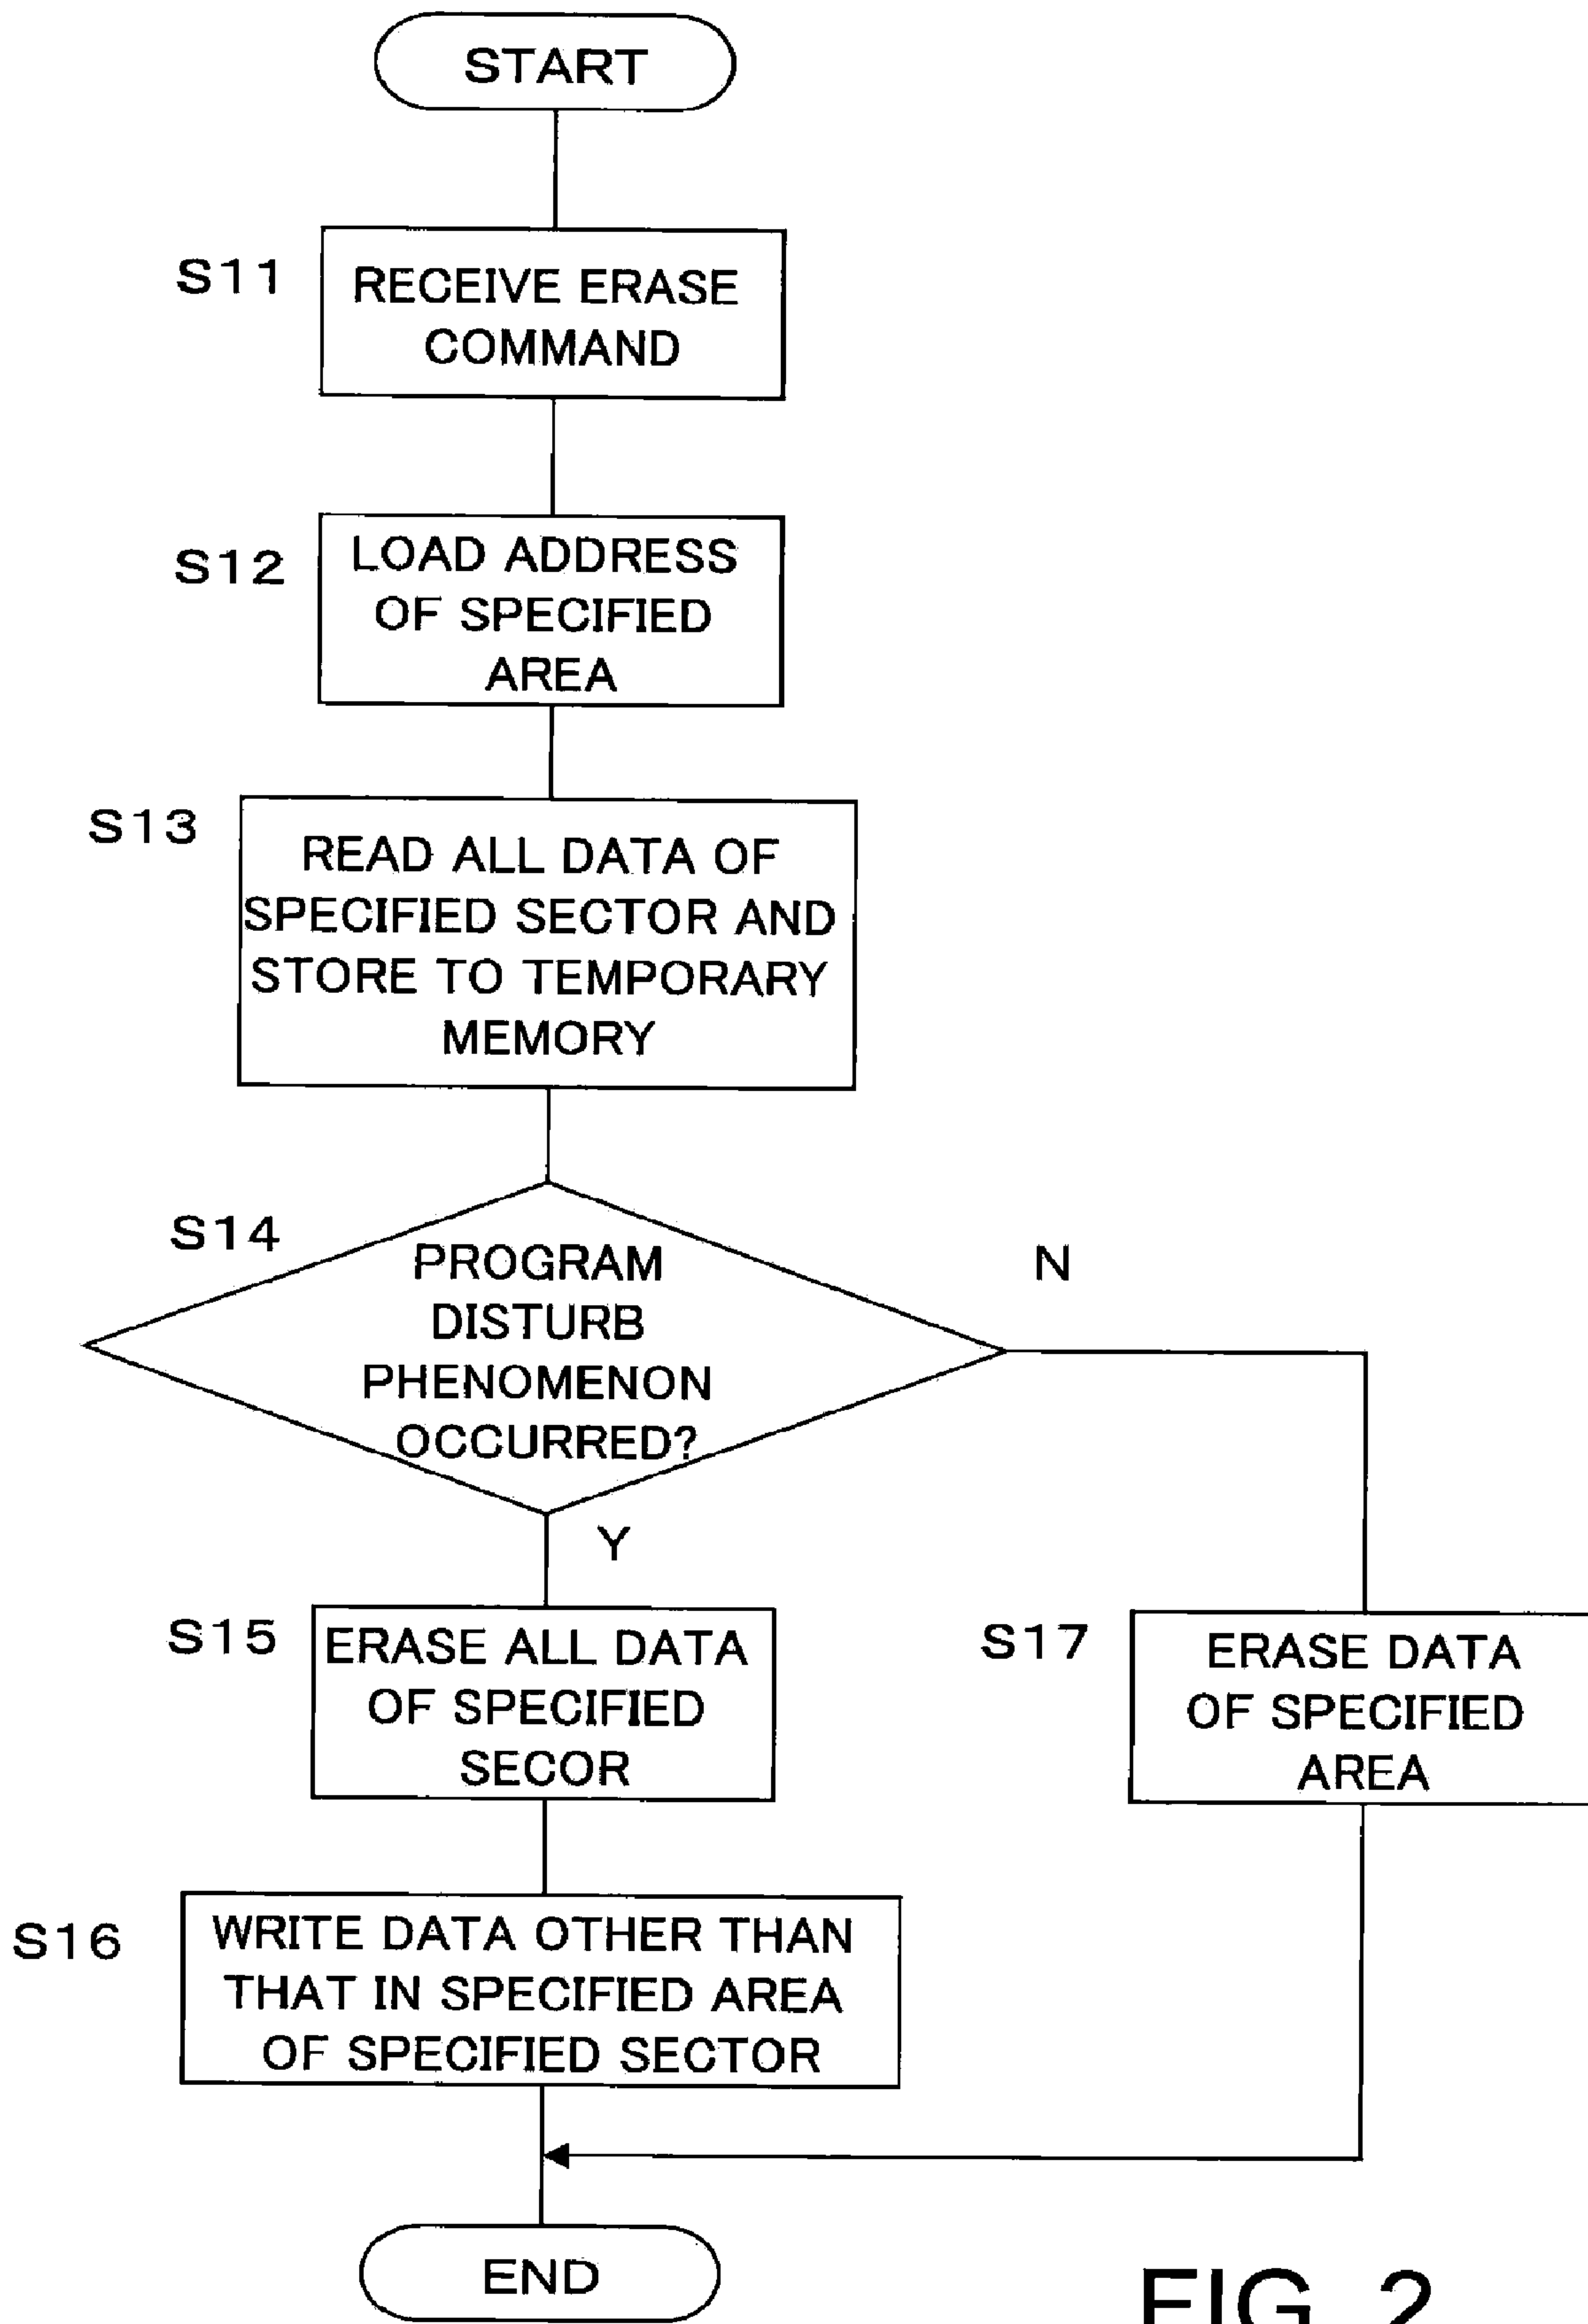 START
S11
RECEIVE ERASE
COMMAND
S12
LOAD ADDRESS
OF SPECIFIED
AREA
S13
READ ALL DATA OF
SPECIFIED SECTOR AND
STORE TO TEMPORARY
MEMORY
S14
PROGRAM
DISTURB
PHENOMENON
OCCURRED?
N
Y
S15
ERASE ALL DATA
OF SPECIFIED
SECOR
S17
ERASE DATA
OF SPECIFIED
AREA
S16
WRITE DATA OTHER THAN
THAT IN SPECIFIED AREA
OF SPECIFIED SECTOR
END
FIG. 2